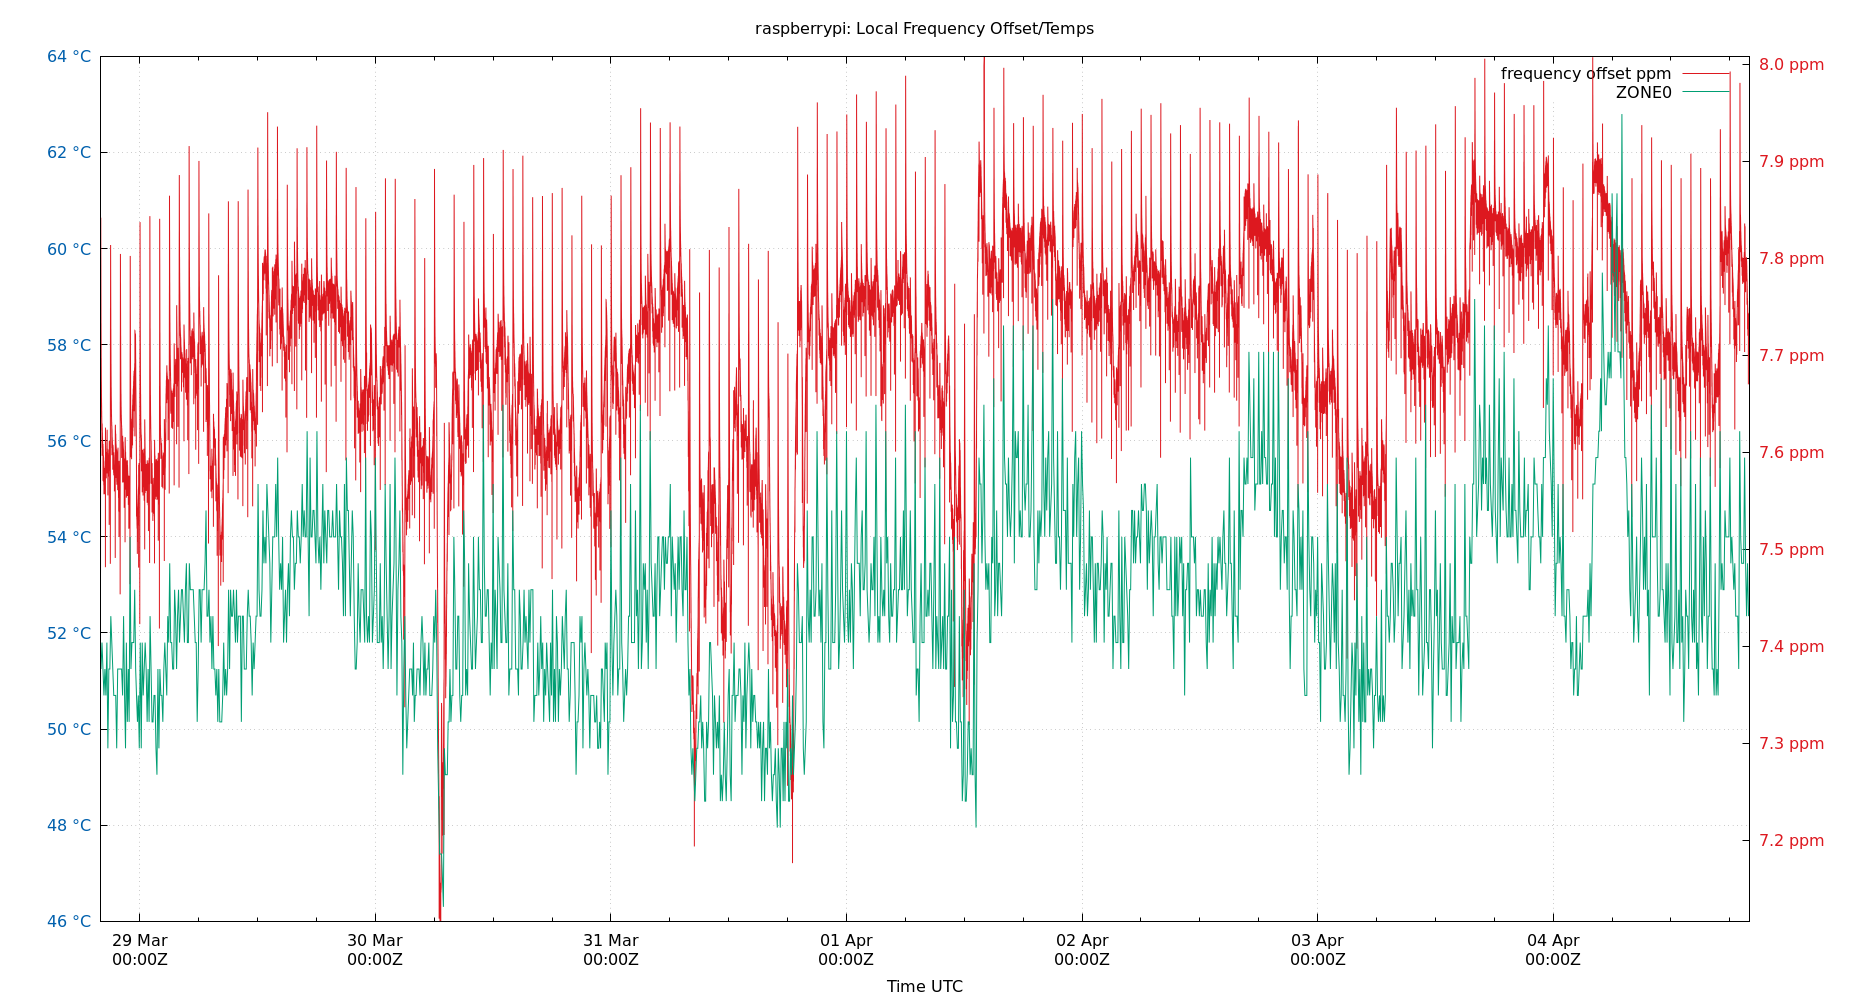 raspberrypi: Local Frequency Offset/Temps
64 °C
62 °C
60 °C
58 °C
56 °C
54 °C
52 °C
50 °C
48 °C
46 °C
frequency offset ppm
ZONE0
8.0 ppm
7.9 ppm
7.8 ppm
7.7 ppm
7.6 ppm
7.5 ppm
7.4 ppm
7.3 ppm
7.2 ppm
29 Mar
00:00Z
30 Mar
00:00Z
31 Mar
00:00Z
01 Apr
00:00Z
02 Apr
00:00Z
03 Apr
00:00Z
04 Apr
00:00Z
Time UTC